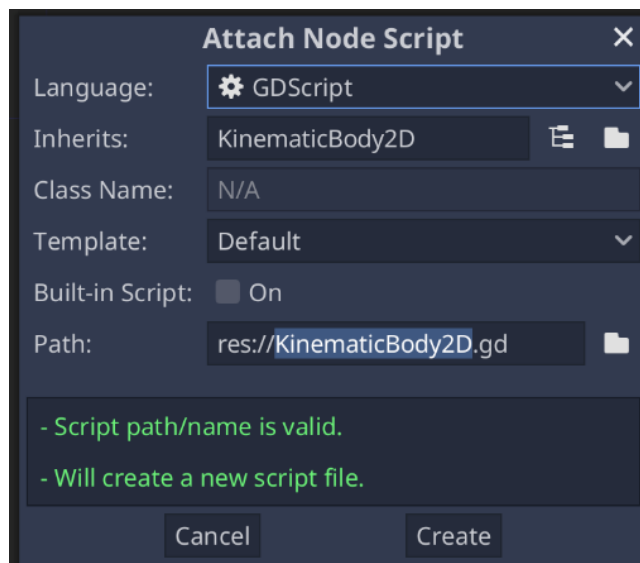 Attach Node Script
Language: GDScript
Inherits: KinematicBody2D
Class Name: N/A
Template: Default
Built-in Script: On
Path: res://KinematicBody2D.gd
- Script path/name is valid.
- Will create a new script file.
Cancel Create